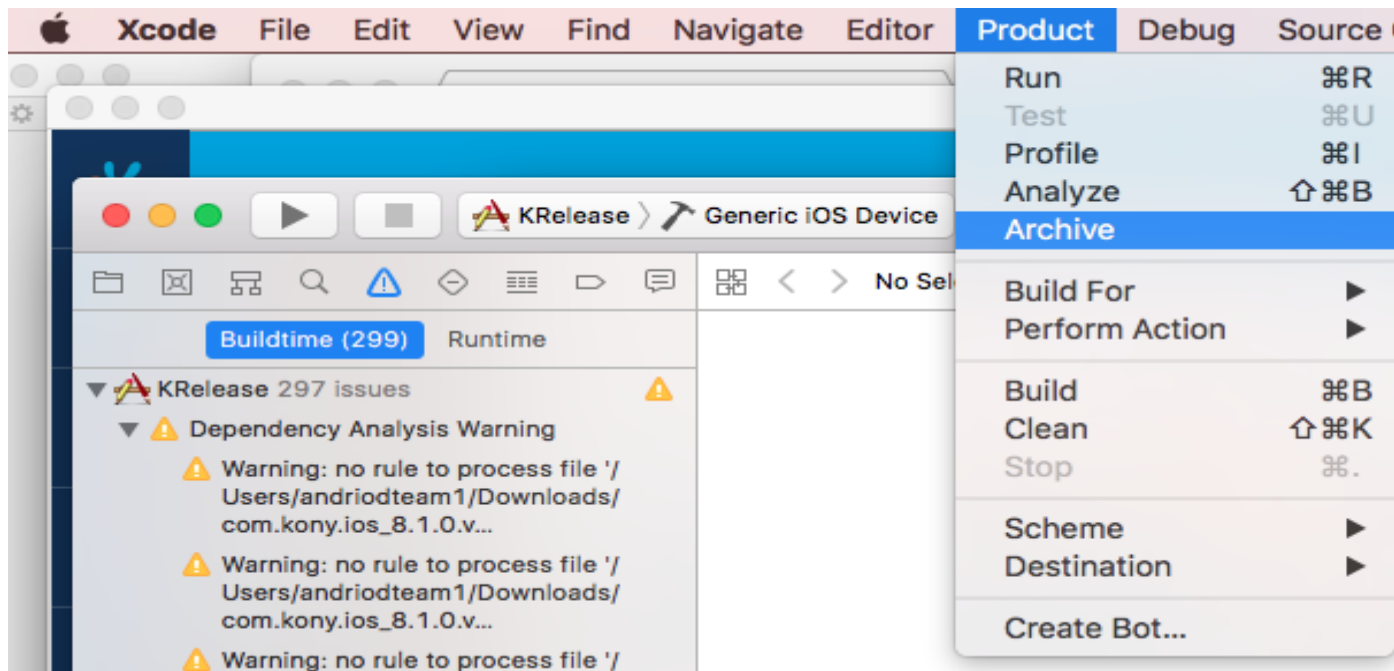 Xcode File Edit View Find Navigate Editor Product Debug Source
Run ⌘R
Test ⌘U
Profile ⌘I
Analyze ⇧⌘B
Archive
Build For ▶
Perform Action ▶
Build ⌘B
Clean ⇧⌘K
Stop ⌘.
Scheme ▶
Destination ▶
Create Bot...
KRelease 〉 Generic iOS Device
No Sel
Buildtime (299) Runtime
KRelease 297 issues
Dependency Analysis Warning
Warning: no rule to process file '/
Users/andriodteam1/Downloads/
com.kony.ios_8.1.0.v...
Warning: no rule to process file '/
Users/andriodteam1/Downloads/
com.kony.ios_8.1.0.v...
Warning: no rule to process file '/